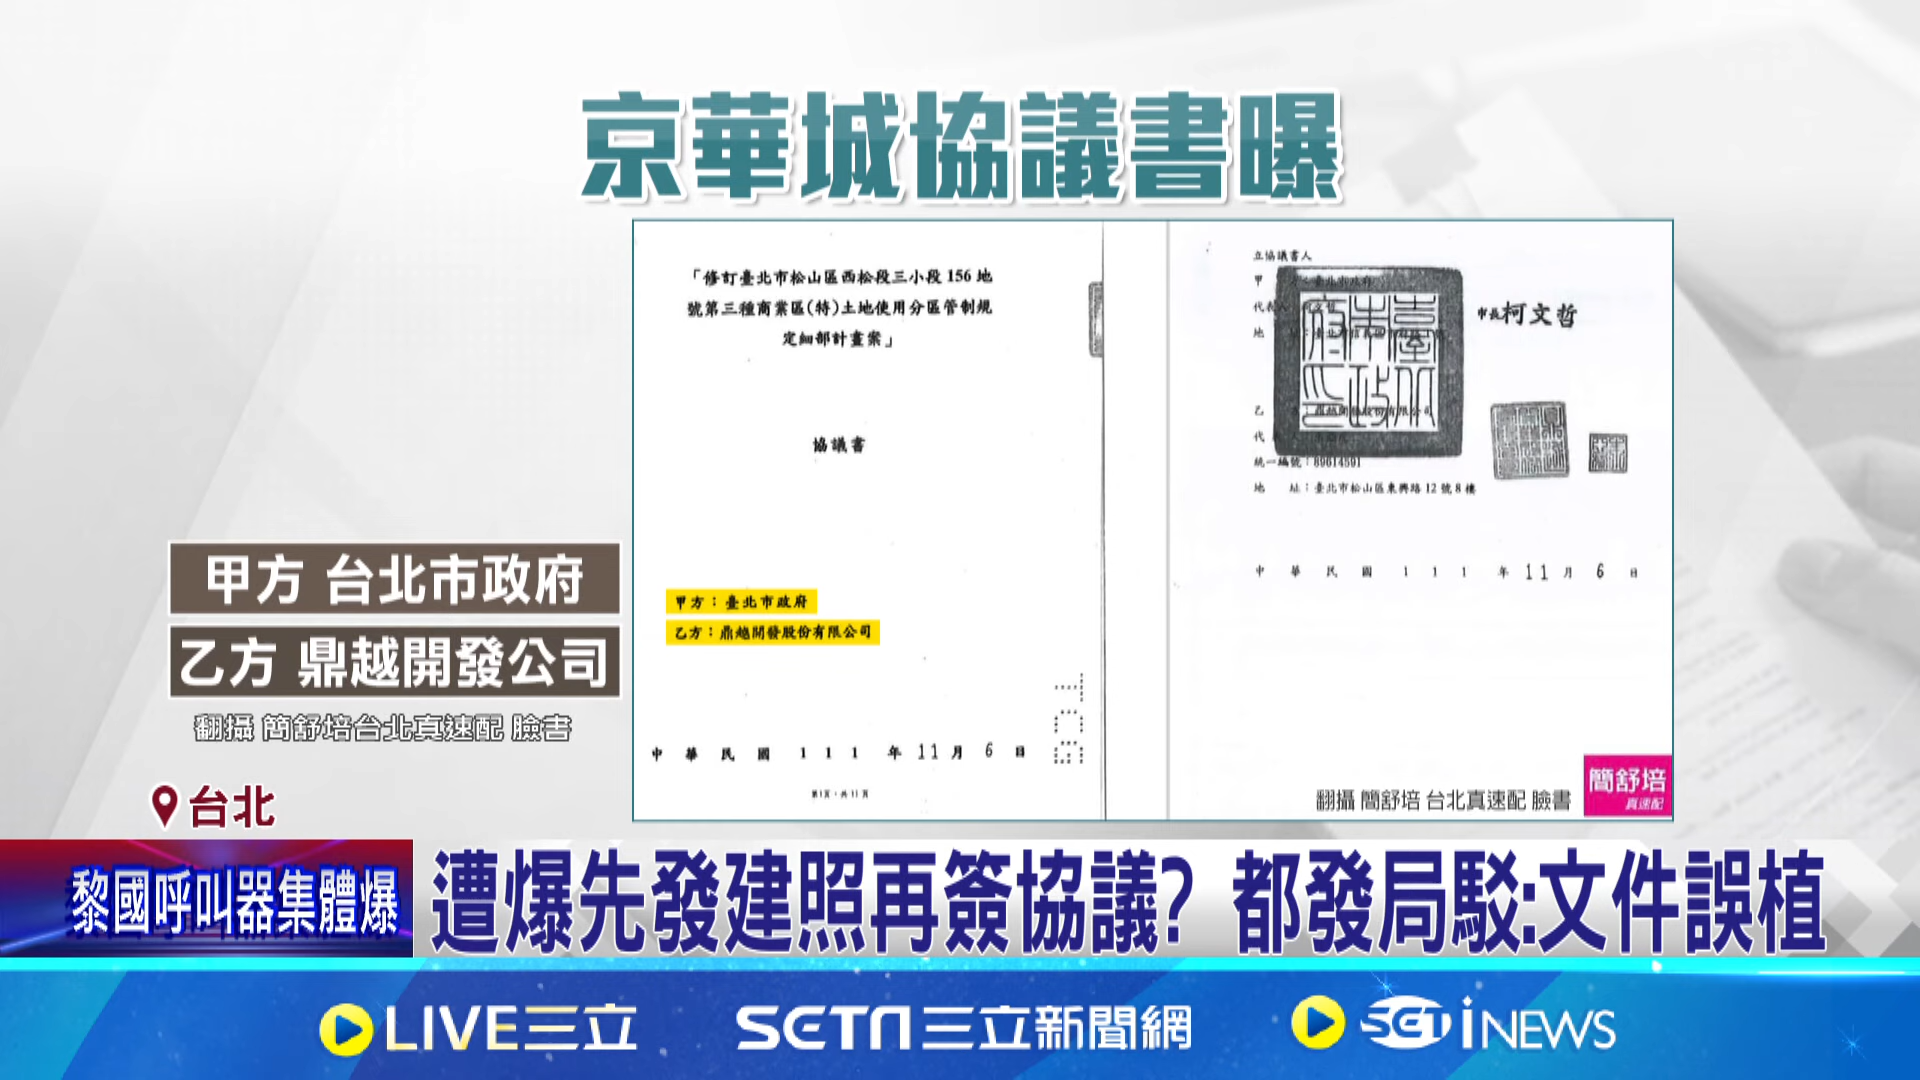 京華城協議書曝
「修訂臺北市松山區西松段三小段156地
號第三種商業區(特)土地使用分區管制規
定細部計畫案」
協議書
甲方：臺北市政府
乙方：鼎越開發股份有限公司
中華民國111年11月6日
第1頁，共11頁
立協議書人
市長柯文哲
統一編號：89614591
地 址：臺北市松山區東興路12號8樓
中華民國111年11月6日
翻攝 簡舒培 台北真速配 臉書
簡舒培
真速配
甲方 台北市政府
乙方 鼎越開發公司
翻攝 簡舒培台北真速配 臉書
台北
黎國呼叫器集體爆
遭爆先發建照再簽協議? 都發局駁:文件誤植
LIVE三立
SETN三立新聞網
SET iNEWS